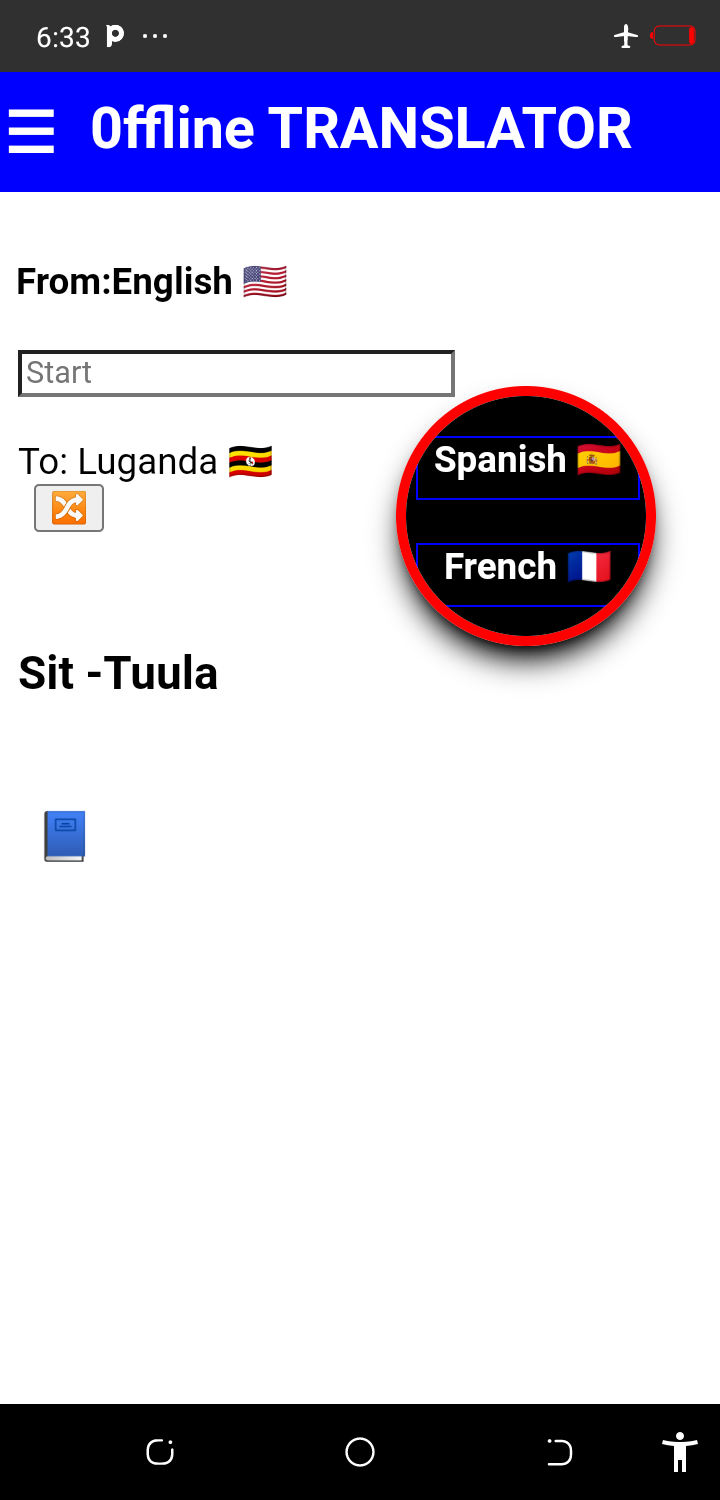 6:33
0ffline TRANSLATOR
From:English 🇺🇸
Start
To: Luganda 🇺🇬
Spanish 🇪🇸
French 🇫🇷
Sit -Tuula